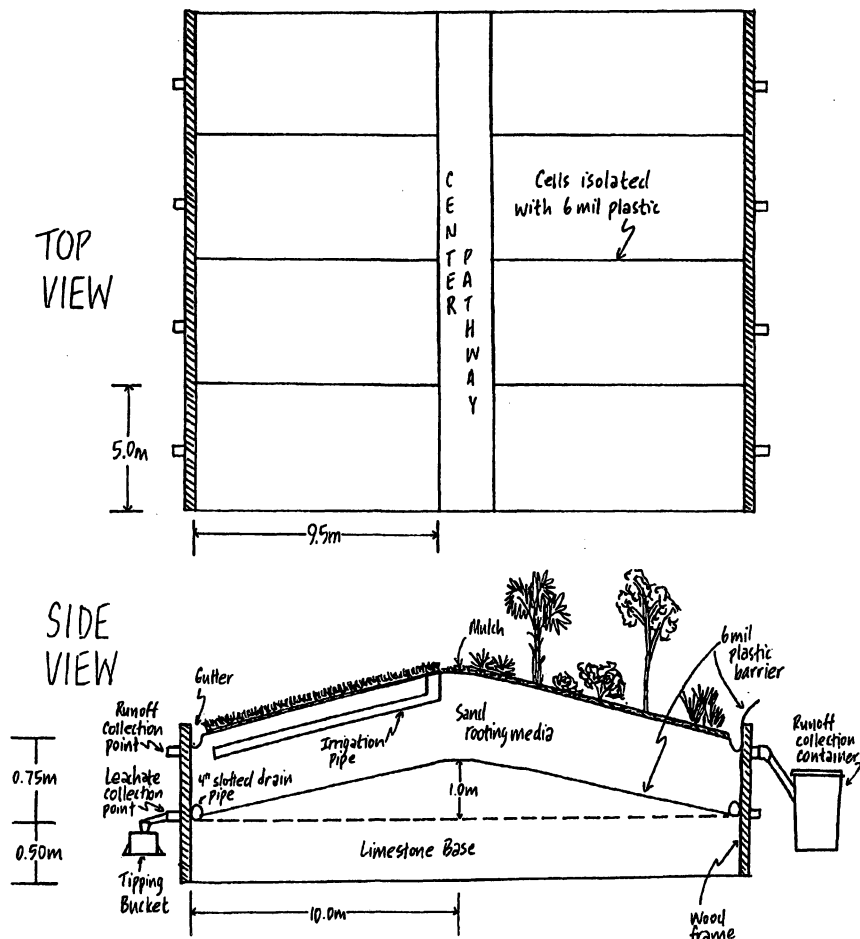 TOP
VIEW
CENTER
PATHWAY
Cells isolated
with 6 mil plastic
5.0m
9.5m
SIDE
VIEW
Mulch
6mil
plastic
barrier
Gutter
Runoff
collection
point
Irrigation
Pipe
Sand
rooting media
Runoff
collection
container
0.75m
Leachate
collection
point
4" slotted drain
pipe
1.0m
0.50m
Limestone Base
Tipping
Bucket
10.0m
Wood
frame